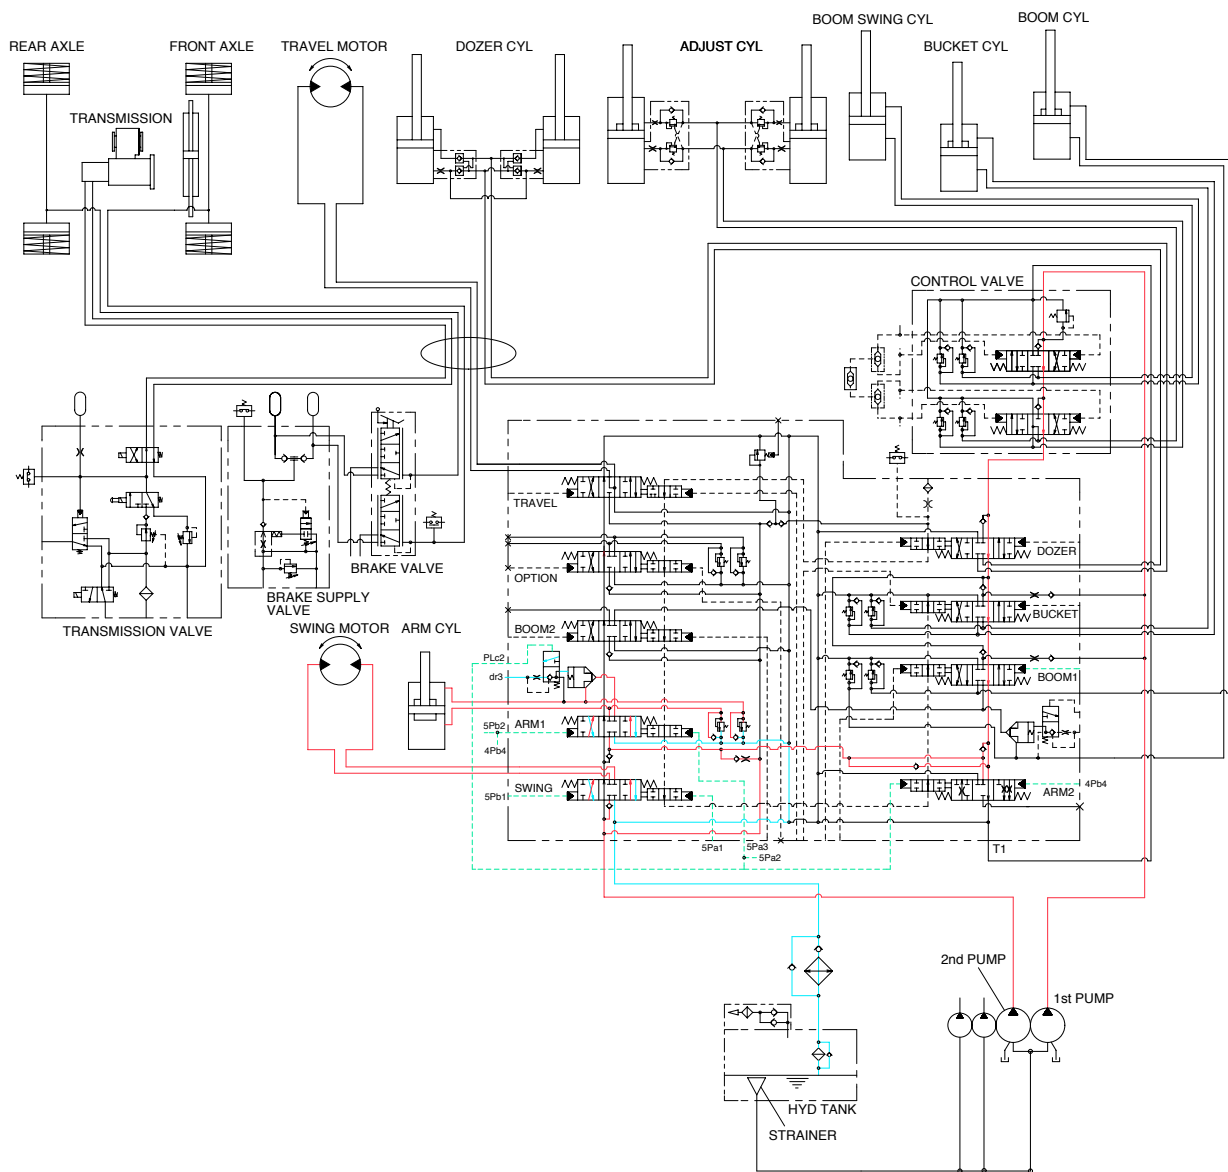 BOOM SWING CYL
BOOM CYL
REAR AXLE
FRONT AXLE
TRAVEL MOTOR
DOZER CYL
ADJUST CYL
BUCKET CYL
TRANSMISSION
CONTROL VALVE
TRAVEL
DOZER
OPTION
BRAKE VALVE
BRAKE SUPPLY
VALVE
TRANSMISSION VALVE
BUCKET
SWING MOTOR
ARM CYL
BOOM2
PLc2
dr3
BOOM1
5Pb2
ARM1
4Pb4
SWING
5Pb1
4Pb4
ARM2
5Pa1
5Pa3
5Pa2
T1
2nd PUMP
1st PUMP
HYD TANK
STRAINER